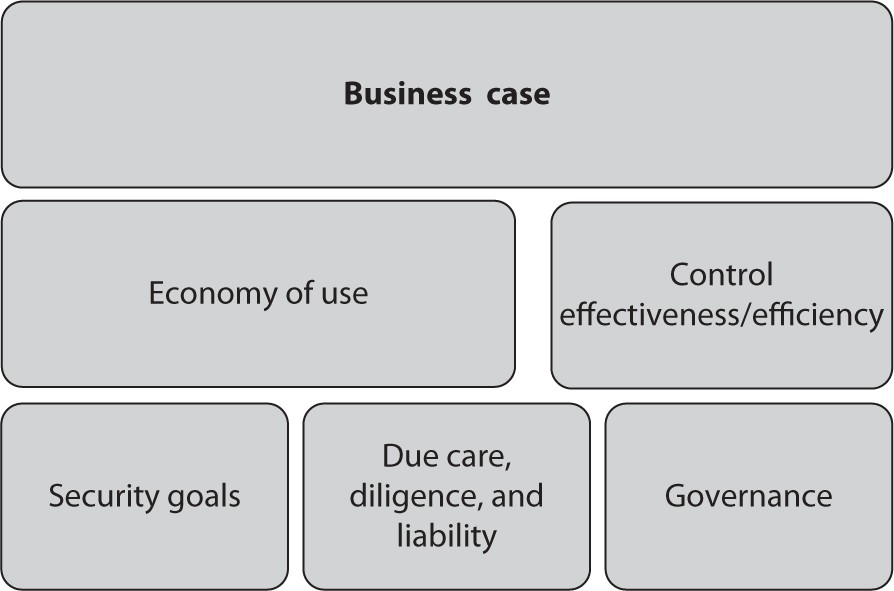 Business case
Economy of use
Control
effectiveness/efficiency
Security goals
Due care,
diligence, and
liability
Governance